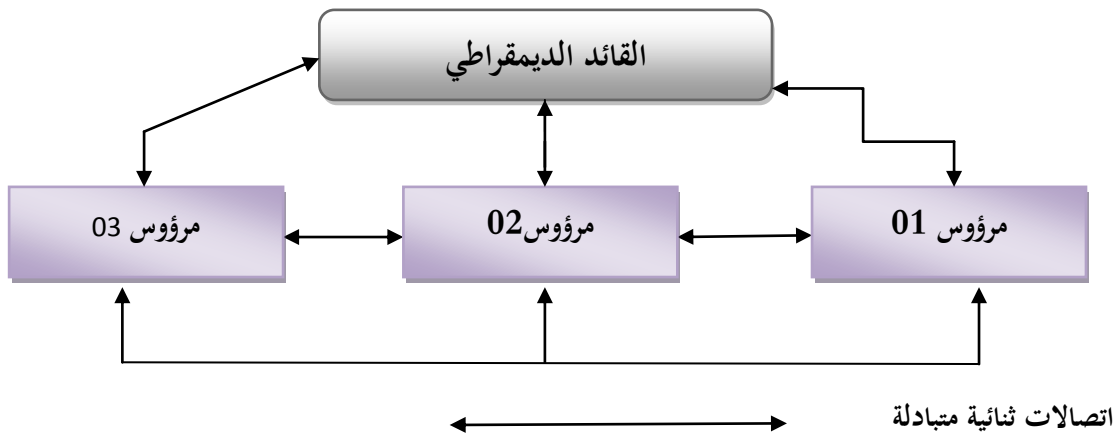 القائد الديمقراطي
مرؤوس 01
مرؤوس02
مرؤوس 03
اتصالات ثنائية متبادلة